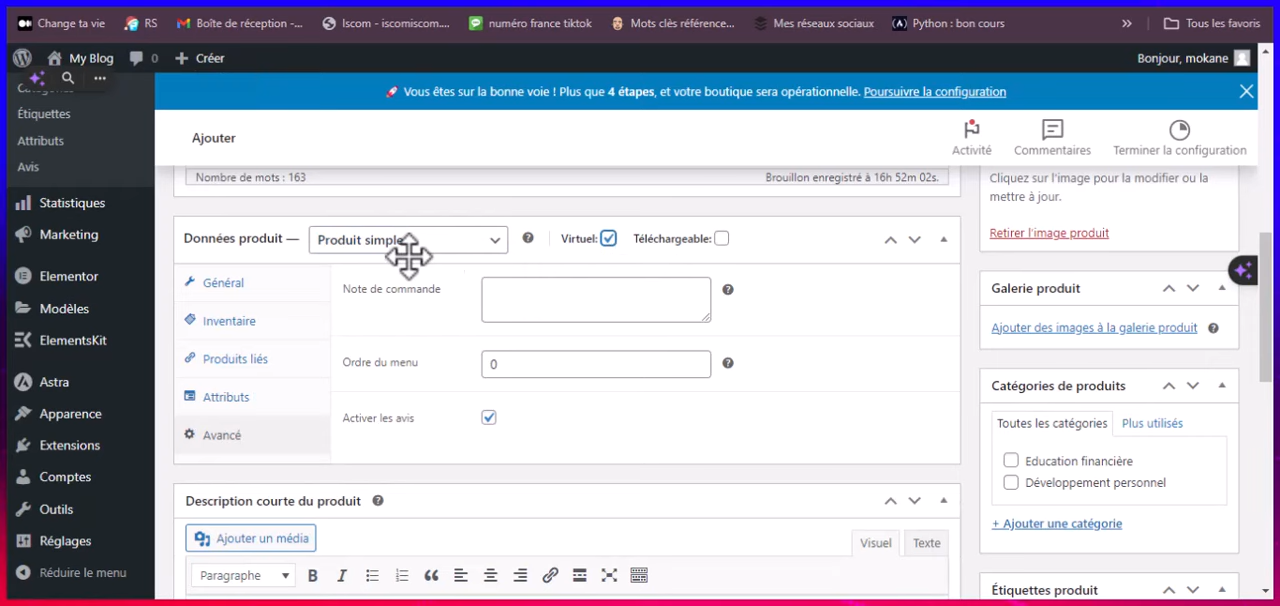 Change ta vie
RS
Boîte de réception -...
Iscom - iscomiscom....
numéro france tiktok
Mots clés référence...
Mes réseaux sociaux
Python : bon cours
»
Tous les favoris
My Blog
0
Créer
Bonjour, mokane
Étiquettes
Attributs
Avis
Statistiques
Marketing
Elementor
Modèles
ElementsKit
Astra
Apparence
Extensions
Comptes
Outils
Réglages
Réduire le menu
Vous êtes sur la bonne voie ! Plus que 4 étapes, et votre boutique sera opérationnelle. Poursuivre la configuration
Ajouter
Activité
Commentaires
Terminer la configuration
Nombre de mots : 163
Brouillon enregistré à 16h 52m 02s.
Données produit —
Produit simple
Virtuel:
Téléchargeable:
Général
Inventaire
Produits liés
Attributs
Avancé
Note de commande
Ordre du menu
0
Activer les avis
Description courte du produit
Ajouter un média
Visuel
Texte
Paragraphe
B
I
Cliquez sur l'image pour la modifier ou la
mettre à jour.
Retirer l'image produit
Galerie produit
Ajouter des images à la galerie produit
Catégories de produits
Toutes les catégories
Plus utilisés
Education financière
Développement personnel
+ Ajouter une catégorie
Étiquettes produit